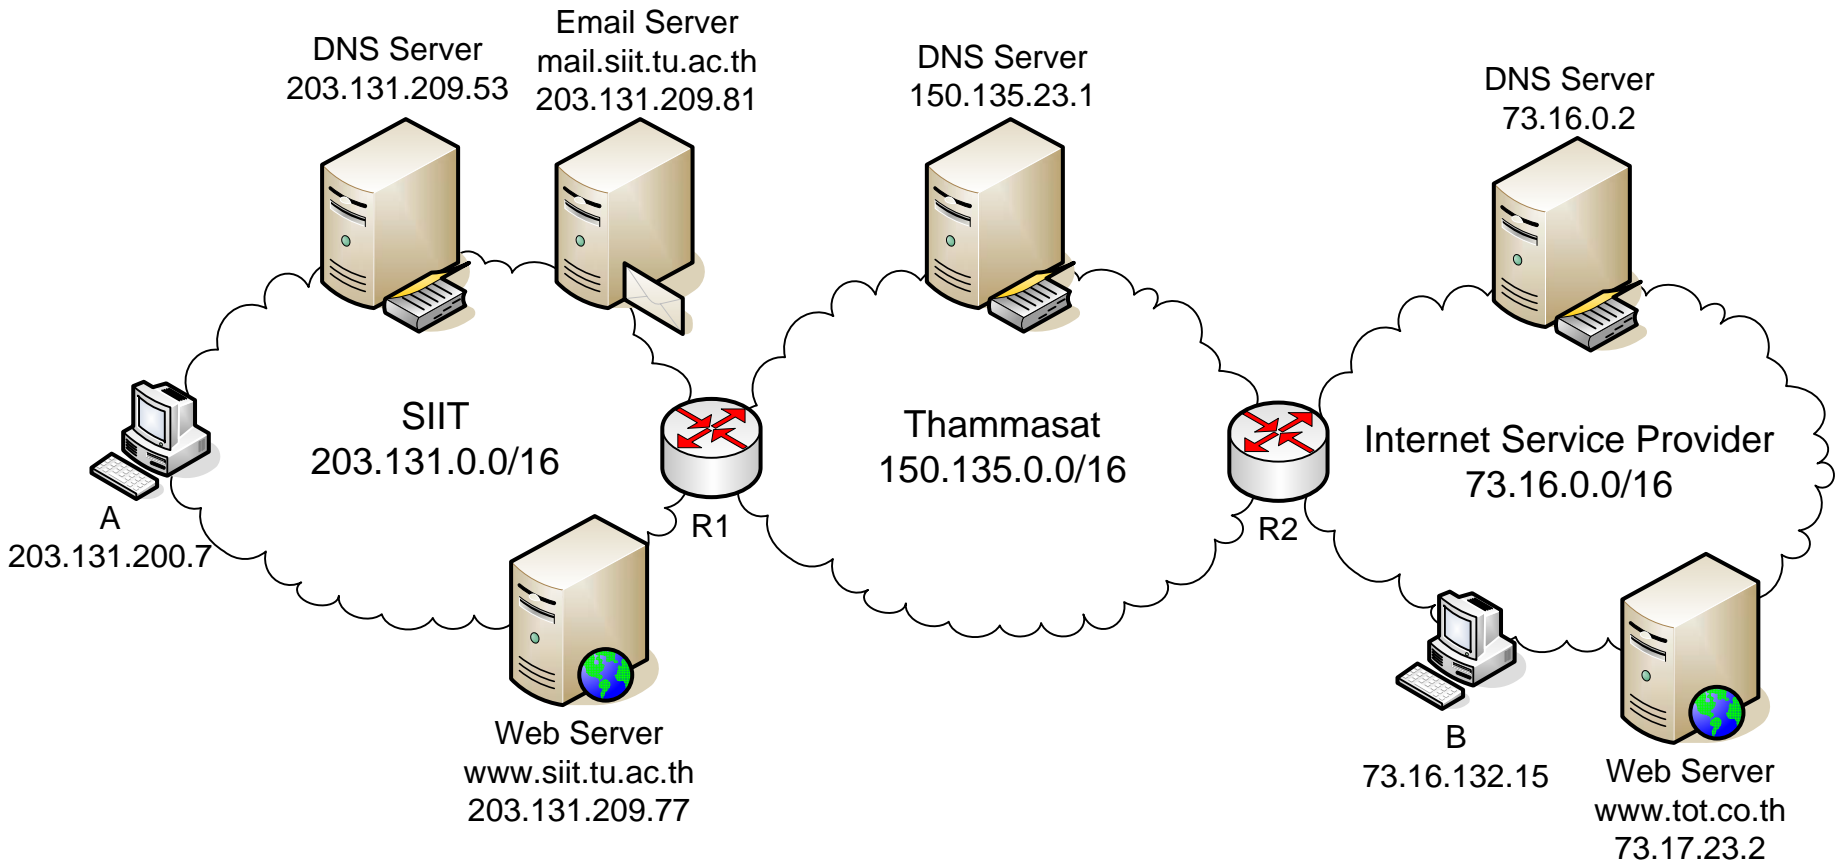 DNS Server
203.131.209.53
Email Server
mail.siit.tu.ac.th
203.131.209.81
DNS Server
150.135.23.1
DNS Server
73.16.0.2
SIIT
203.131.0.0/16
Thammasat
150.135.0.0/16
Internet Service Provider
73.16.0.0/16
A
203.131.200.7
R1
R2
Web Server
www.siit.tu.ac.th
203.131.209.77
B
73.16.132.15
Web Server
www.tot.co.th
73.17.23.2